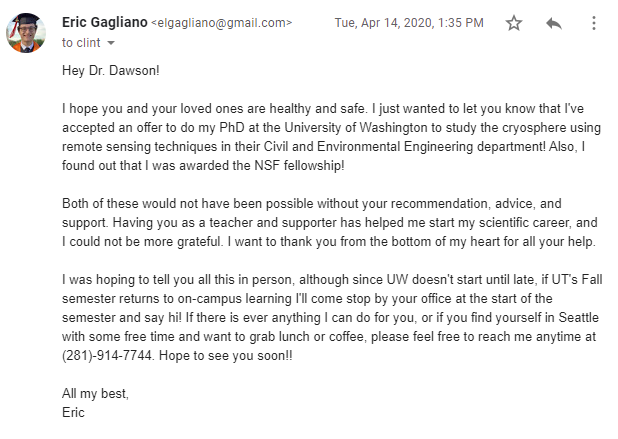 Eric Gagliano <elgagliano@gmail.com> Tue, Apr 14, 2020, 1:35 PM
to clint
Hey Dr. Dawson!
I hope you and your loved ones are healthy and safe. I just wanted to let you know that I've
accepted an offer to do my PhD at the University of Washington to study the cryosphere using
remote sensing techniques in their Civil and Environmental Engineering department! Also, I
found out that I was awarded the NSF fellowship!
Both of these would not have been possible without your recommendation, advice, and
support. Having you as a teacher and supporter has helped me start my scientific career, and
I could not be more grateful. I want to thank you from the bottom of my heart for all your help.
I was hoping to tell you all this in person, although since UW doesn't start until late, if UT's Fall
semester returns to on-campus learning I'll come stop by your office at the start of the
semester and say hi! If there is ever anything I can do for you, or if you find yourself in Seattle
with some free time and want to grab lunch or coffee, please feel free to reach me anytime at
(281)-914-7744. Hope to see you soon!!
All my best,
Eric